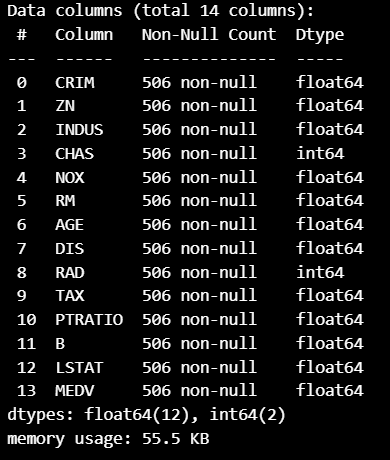 Data columns (total 14 columns):
 #   Column   Non-Null Count  Dtype
---  ------   --------------  -----
 0   CRIM     506 non-null    float64
 1   ZN       506 non-null    float64
 2   INDUS    506 non-null    float64
 3   CHAS     506 non-null    int64
 4   NOX      506 non-null    float64
 5   RM       506 non-null    float64
 6   AGE      506 non-null    float64
 7   DIS      506 non-null    float64
 8   RAD      506 non-null    int64
 9   TAX      506 non-null    float64
 10  PTRATIO  506 non-null    float64
 11  B        506 non-null    float64
 12  LSTAT    506 non-null    float64
 13  MEDV     506 non-null    float64
dtypes: float64(12), int64(2)
memory usage: 55.5 KB